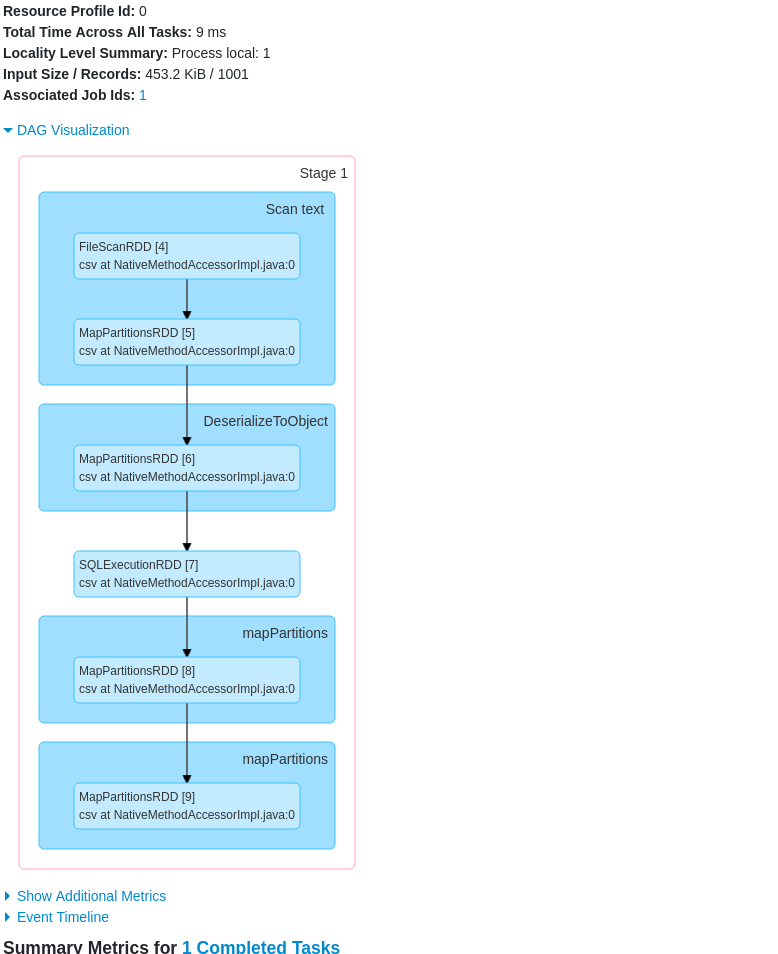 Resource Profile Id: 0
Total Time Across All Tasks: 9 ms
Locality Level Summary: Process local: 1
Input Size / Records: 453.2 KiB / 1001
Associated Job Ids: 1
DAG Visualization
Stage 1
Scan text
FileScanRDD [4]
csv at NativeMethodAccessorImpl.java:0
MapPartitionsRDD [5]
csv at NativeMethodAccessorImpl.java:0
DeserializeToObject
MapPartitionsRDD [6]
csv at NativeMethodAccessorImpl.java:0
SQLExecutionRDD [7]
csv at NativeMethodAccessorImpl.java:0
mapPartitions
MapPartitionsRDD [8]
csv at NativeMethodAccessorImpl.java:0
mapPartitions
MapPartitionsRDD [9]
csv at NativeMethodAccessorImpl.java:0
Show Additional Metrics
Event Timeline
Summary Metrics for 1 Completed Tasks